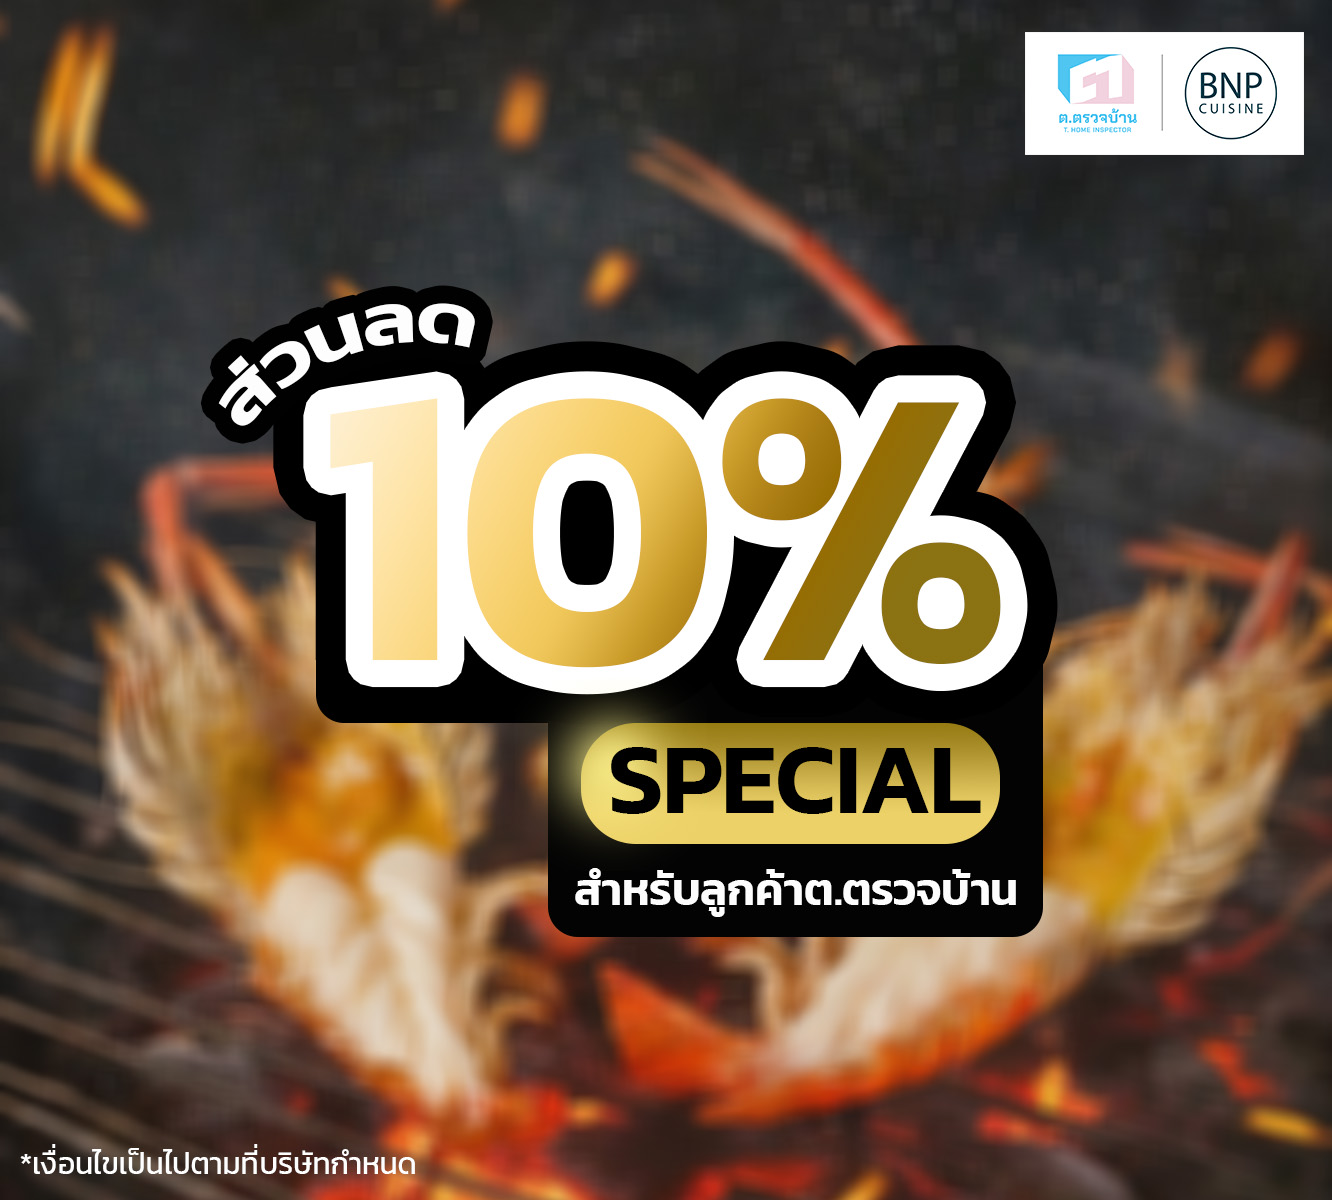 ต.ตรวจบ้าน
T. HOME INSPECTOR
BNP
CUISINE
ส่วนลด
10%
SPECIAL
สำหรับลูกค้าต.ตรวจบ้าน
*เงื่อนไขเป็นไปตามที่บริษัทกำหนด